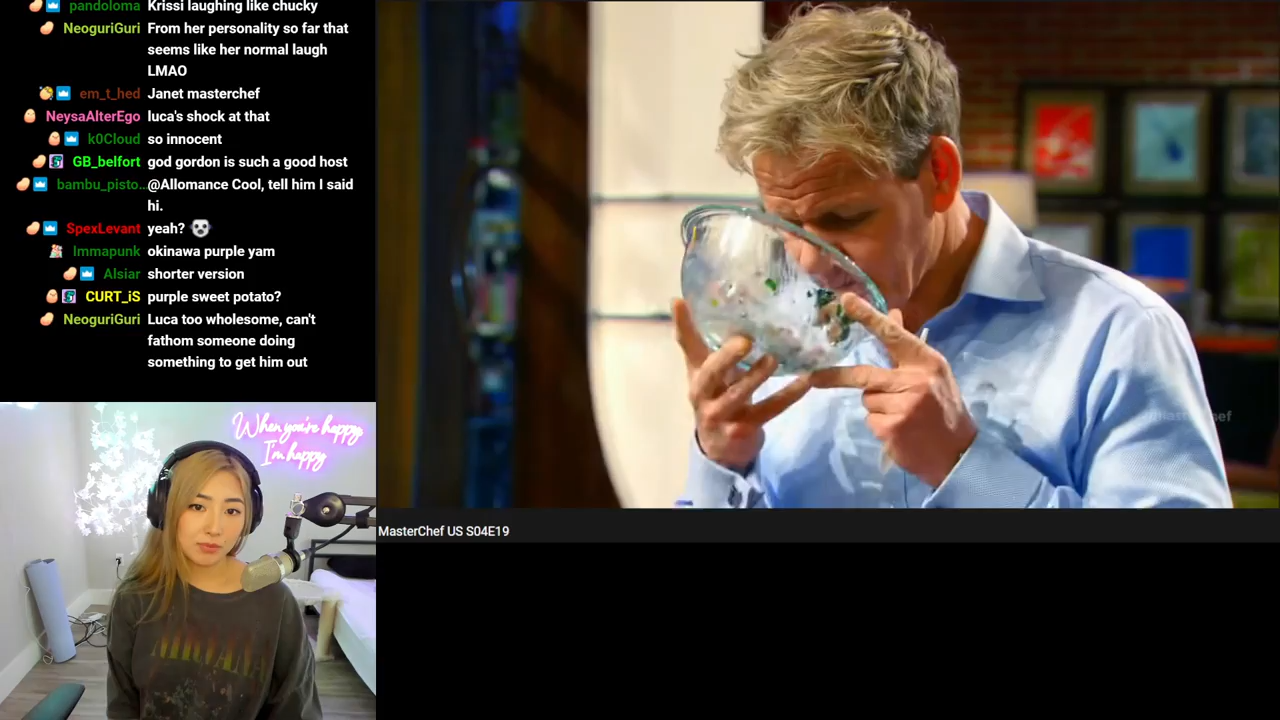 pandoloma Krissi laughing like chucky
NeoguriGuri From her personality so far that
seems like her normal laugh
LMAO
em_t_hed Janet masterchef
NeysaAlterEgo luca's shock at that
k0Cloud so innocent
GB_belfort god gordon is such a good host
bambu_pisto... @Allomance Cool, tell him I said
hi.
SpexLevant yeah?
Immapunk okinawa purple yam
Alsiar shorter version
CURT_iS purple sweet potato?
NeoguriGuri Luca too wholesome, can't
fathom someone doing
something to get him out
When you're happy
I'm happy
NIRVANA
MasterChef US S04E19